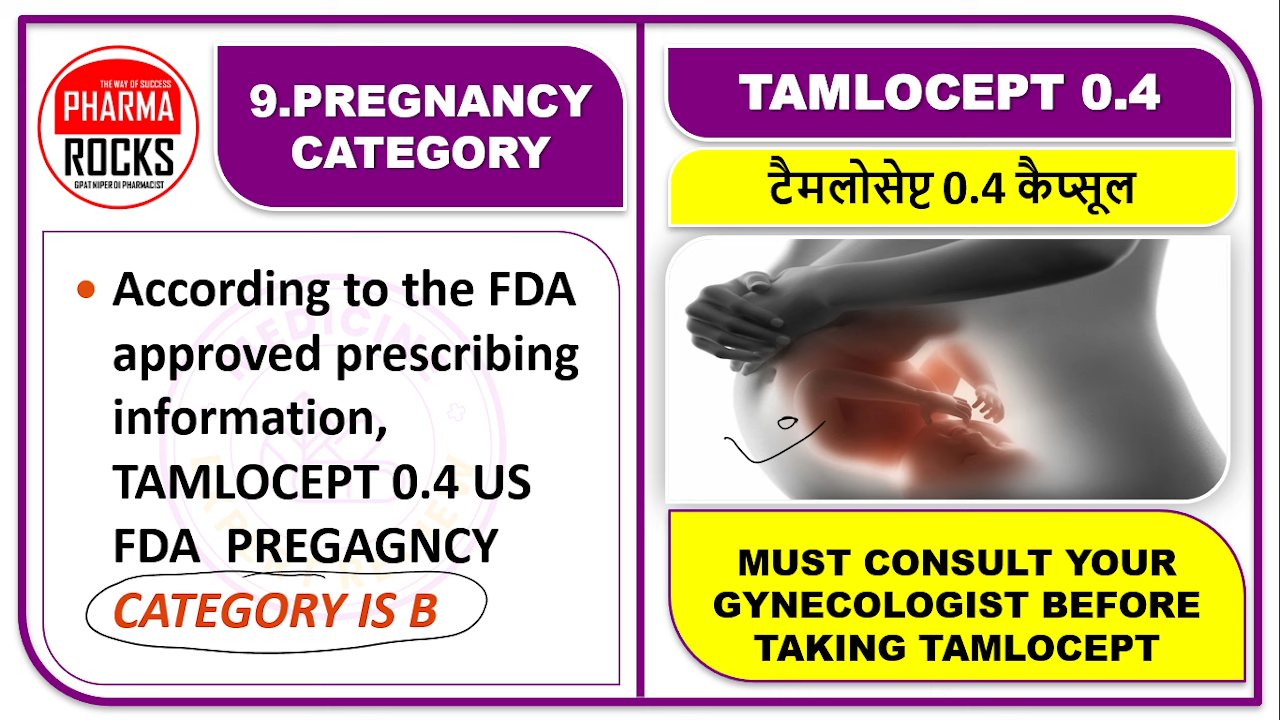 THE WAY OF SUCCESS
PHARMA
ROCKS
GPAT NIPER DI PHARMACIST
9.PREGNANCY
CATEGORY
• According to the FDA
approved prescribing
information,
TAMLOCEPT 0.4 US
FDA PREGAGNCY
CATEGORY IS B
TAMLOCEPT 0.4
टैमलोसेप्ट 0.4 कैप्सूल
MUST CONSULT YOUR
GYNECOLOGIST BEFORE
TAKING TAMLOCEPT
MEDICINE